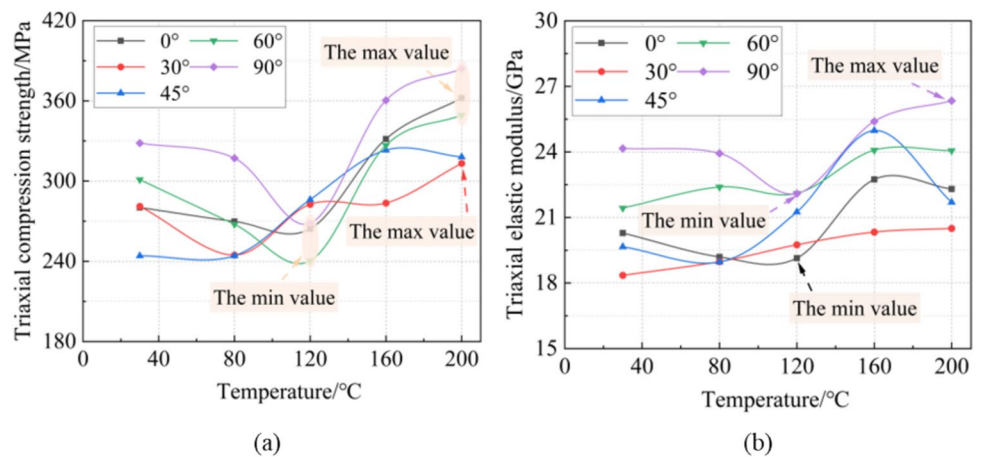 Triaxial compression strength/MPa
420
360
300
240
180
0°
60°
30°
90°
45°
The max value
The max value
The min value
0
40
80
120
160
200
Temperature/°C
(a)
Triaxial elastic modulus/GPa
30
27
24
21
18
15
0°
60°
30°
90°
45°
The max value
The min value
The min value
0
40
80
120
160
200
Temperature/°C
(b)